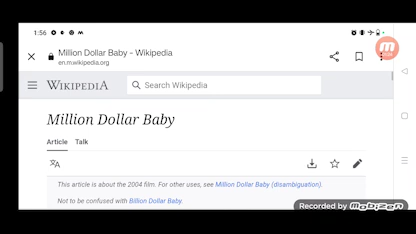 1:56
Million Dollar Baby - Wikipedia
en.m.wikipedia.org
WIKIPEDIA
Search Wikipedia
Million Dollar Baby
Article Talk
This article is about the 2004 film. For other uses, see Million Dollar Baby (disambiguation).
Not to be confused with Billion Dollar Baby.
Recorded by MOBIZEN